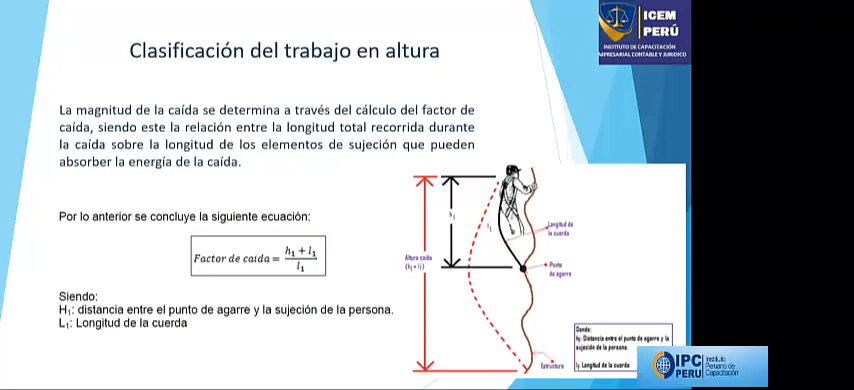 ICEM
PERÚ
INSTITUTO DE CAPACITACIÓN
EMPRESARIAL CONTABLE Y JURIDICO
Clasificación del trabajo en altura
La magnitud de la caída se determina a través del cálculo del factor de
caída, siendo este la relación entre la longitud total recorrida durante
la caída sobre la longitud de los elementos de sujeción que pueden
absorber la energía de la caída.
Por lo anterior se concluye la siguiente ecuación:
Factor de caída = (h₁ + l₁) / l₁
Siendo:
H₁: distancia entre el punto de agarre y la sujeción de la persona.
L₁: Longitud de la cuerda
h₁
l₁
Longitud de
la cuerda
Altura caída
(h₁ + l₁)
Punto
de agarre
Estructura
Donde:
h₁: Distancia entre el punto de agarre y la
sujeción de la persona.
l₁: Longitud de la cuerda
IPC
PERÚ
Instituto
Peruano de
Capacitación